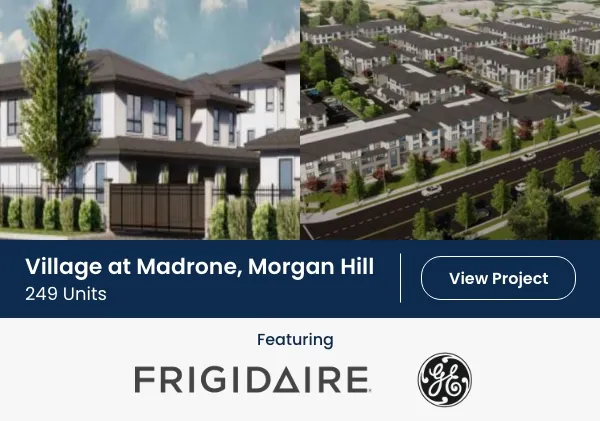 Village at Madrone, Morgan Hill
249 Units
View Project
Featuring
FRIGIDAIRE
GE